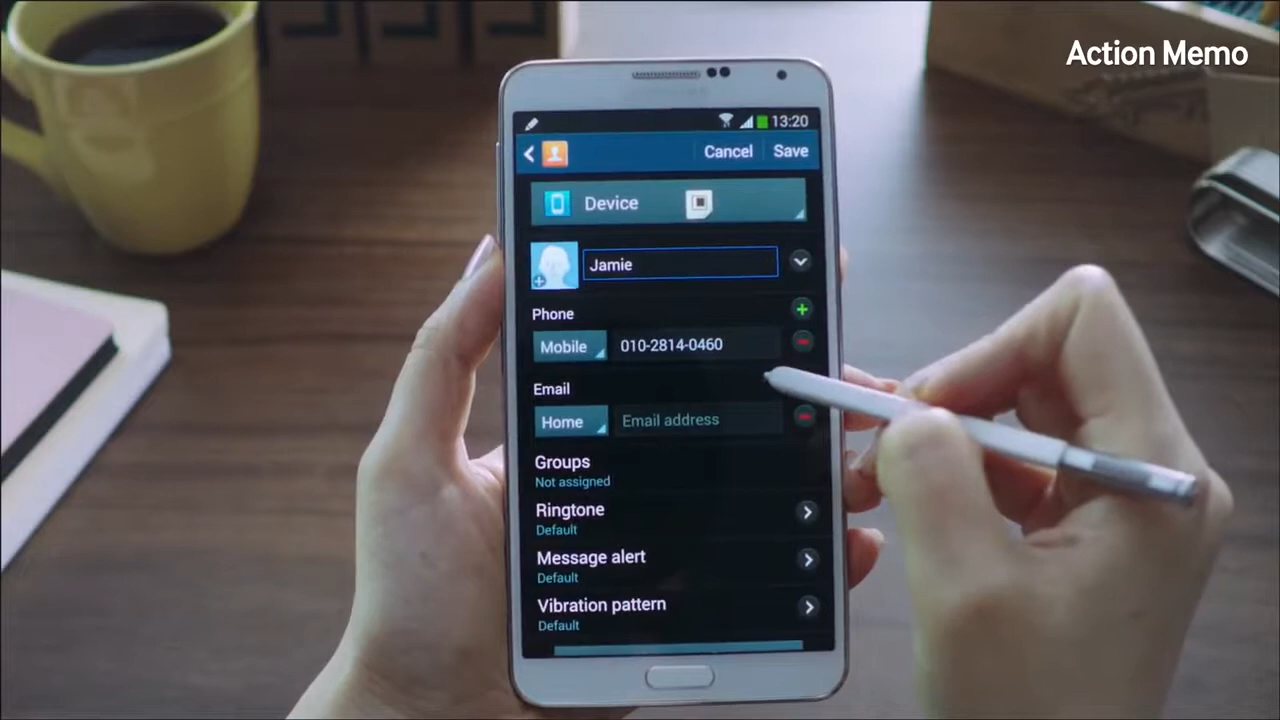 Action Memo
13:20
Cancel Save
Device
Jamie
Phone
Mobile 010-2814-0460
Email
Home Email address
Groups
Not assigned
Ringtone
Default
Message alert
Default
Vibration pattern
Default